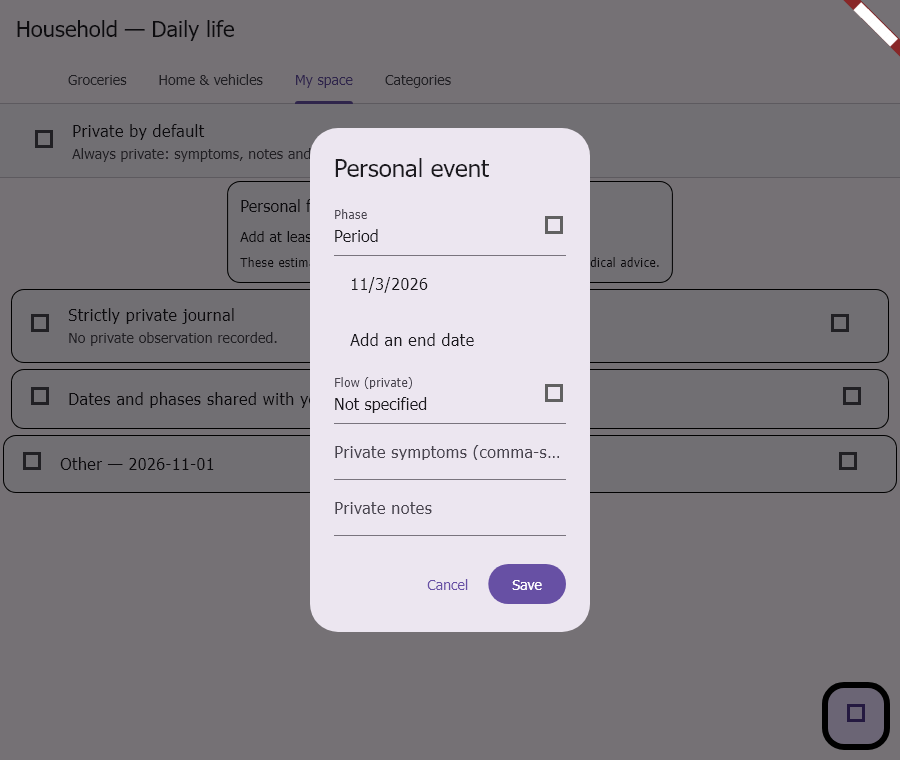 Household — Daily life
Groceries
Home & vehicles
My space
Categories
Private by default
Always private: symptoms, notes and
Personal event
Phase
Period
11/3/2026
Add an end date
Flow (private)
Not specified
Private symptoms (comma-s...
Private notes
Cancel
Save
Personal f
Add at leas
These estim
dical advice.
Strictly private journal
No private observation recorded.
Dates and phases shared with y
Other — 2026-11-01